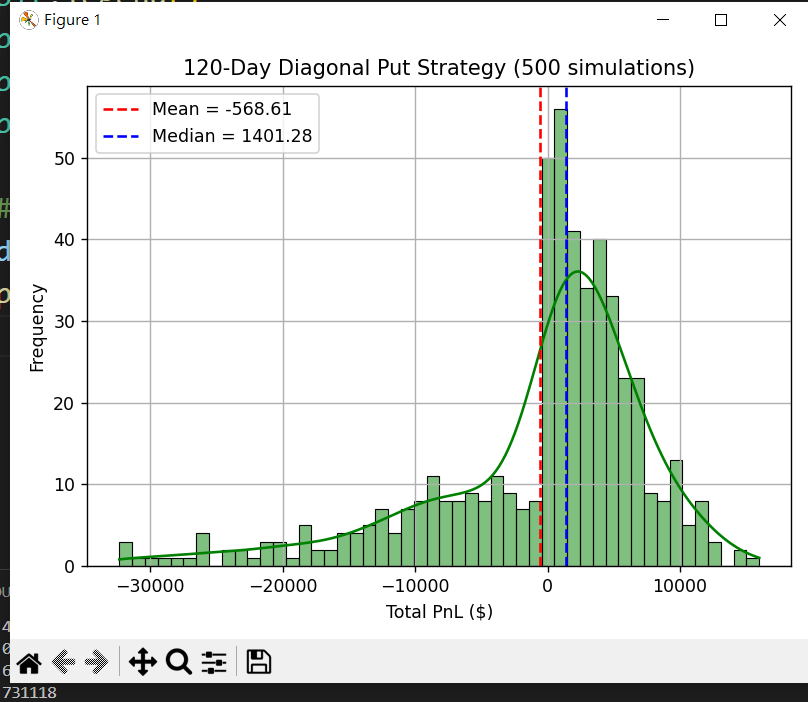 Figure 1
120-Day Diagonal Put Strategy (500 simulations)
Mean = -568.61
Median = 1401.28
Frequency
50
40
30
20
10
0
−30000
−20000
−10000
0
10000
Total PnL ($)
731118